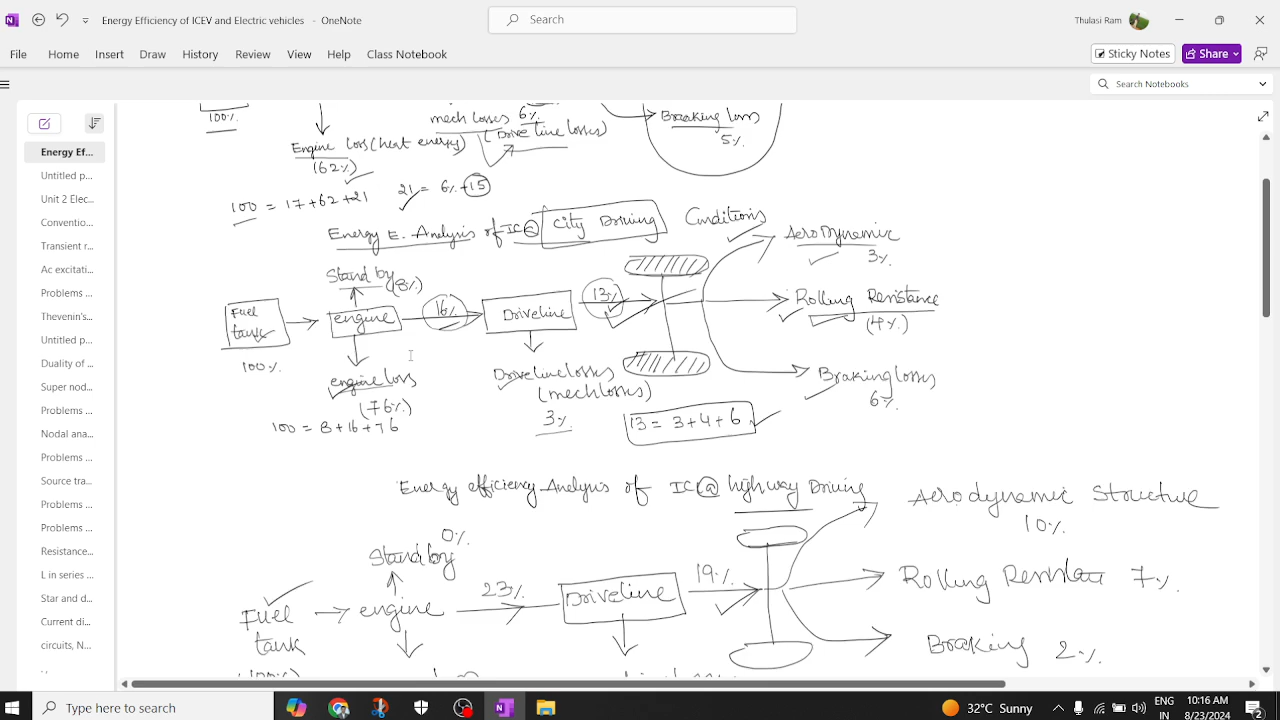 Energy Efficiency of ICEV and Electric vehicles - OneNote
Search
Thulasi Ram
File Home Insert Draw History Review View Help Class Notebook
Sticky Notes
Share
Search Notebooks
Energy Ef...
Untitled p...
Unit 2 Elec...
Conventio...
Transient r...
Ac excitati...
Problems ...
Thevenin's...
Untitled p...
Duality of ...
Super nod...
Problems ...
Nodal ana...
Problems ...
Source tra...
Problems ...
Problems ...
Resistance...
L in series ...
Star and d...
Current di...
circuits, N...
100%
mech losses 6%
(Drive line losses)
Braking loss
5%
Engine loss (heat energy)
(62%)
100 = 17+62+21
21 = 6%+15
Energy E. Analysis of IC@ City Driving Conditions
Stand by (8%)
Fuel tank
100%
engine
16%
Driveline
13%
AeroDynamic
3%
Rolling Resistance
(4%)
Braking losses
6%
engine loss
(76%)
100 = 8+16+76
Driveline losses
(mech losses)
3%
13 = 3+4+6
Energy efficiency Analysis of IC@ highway Driving
0%
Stand by
Fuel tank
engine
23%
Driveline
19%
Aerodynamic Structure
10%
Rolling Resistance 7%
Braking 2%
Type here to search
32°C Sunny
ENG
IN
10:16 AM
8/23/2024
2